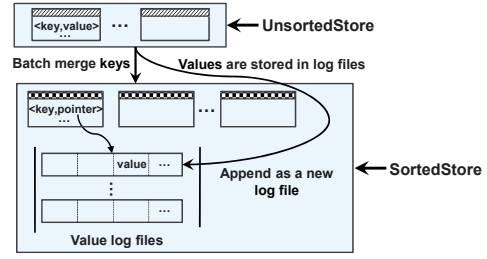 <key,value>
...
...
UnsortedStore
Batch merge keys
Values are stored in log files
<key,pointer>
...
...
value ...
Append as a new
log file
SortedStore
⋮
...
Value log files